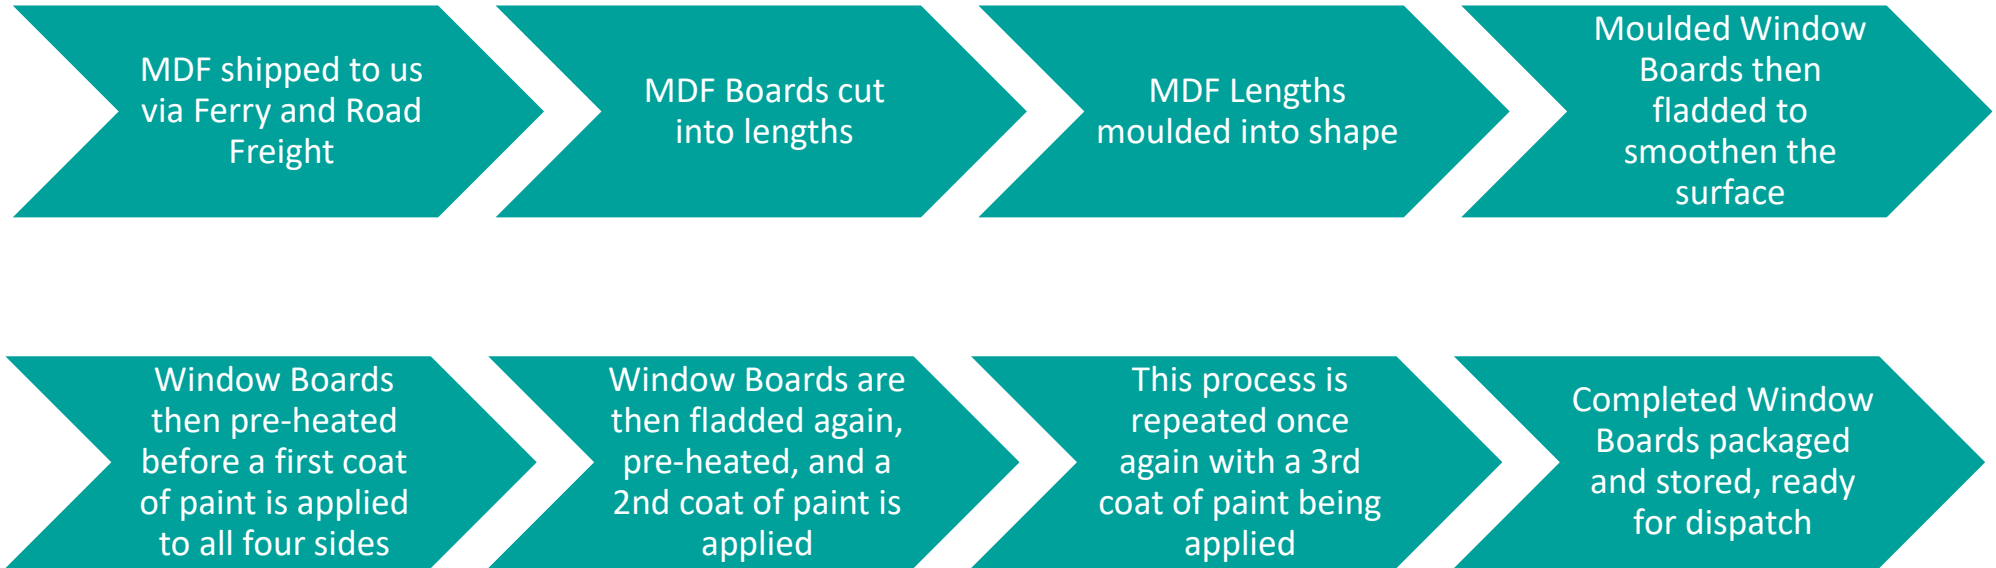 MDF shipped to us
via Ferry and Road
Freight
MDF Boards cut
into lengths
MDF Lengths
moulded into shape
Moulded Window
Boards then
fladded to
smoothen the
surface
Window Boards
then pre-heated
before a first coat
of paint is applied
to all four sides
Window Boards are
then fladded again,
pre-heated, and a
2nd coat of paint is
applied
This process is
repeated once
again with a 3rd
coat of paint being
applied
Completed Window
Boards packaged
and stored, ready
for dispatch